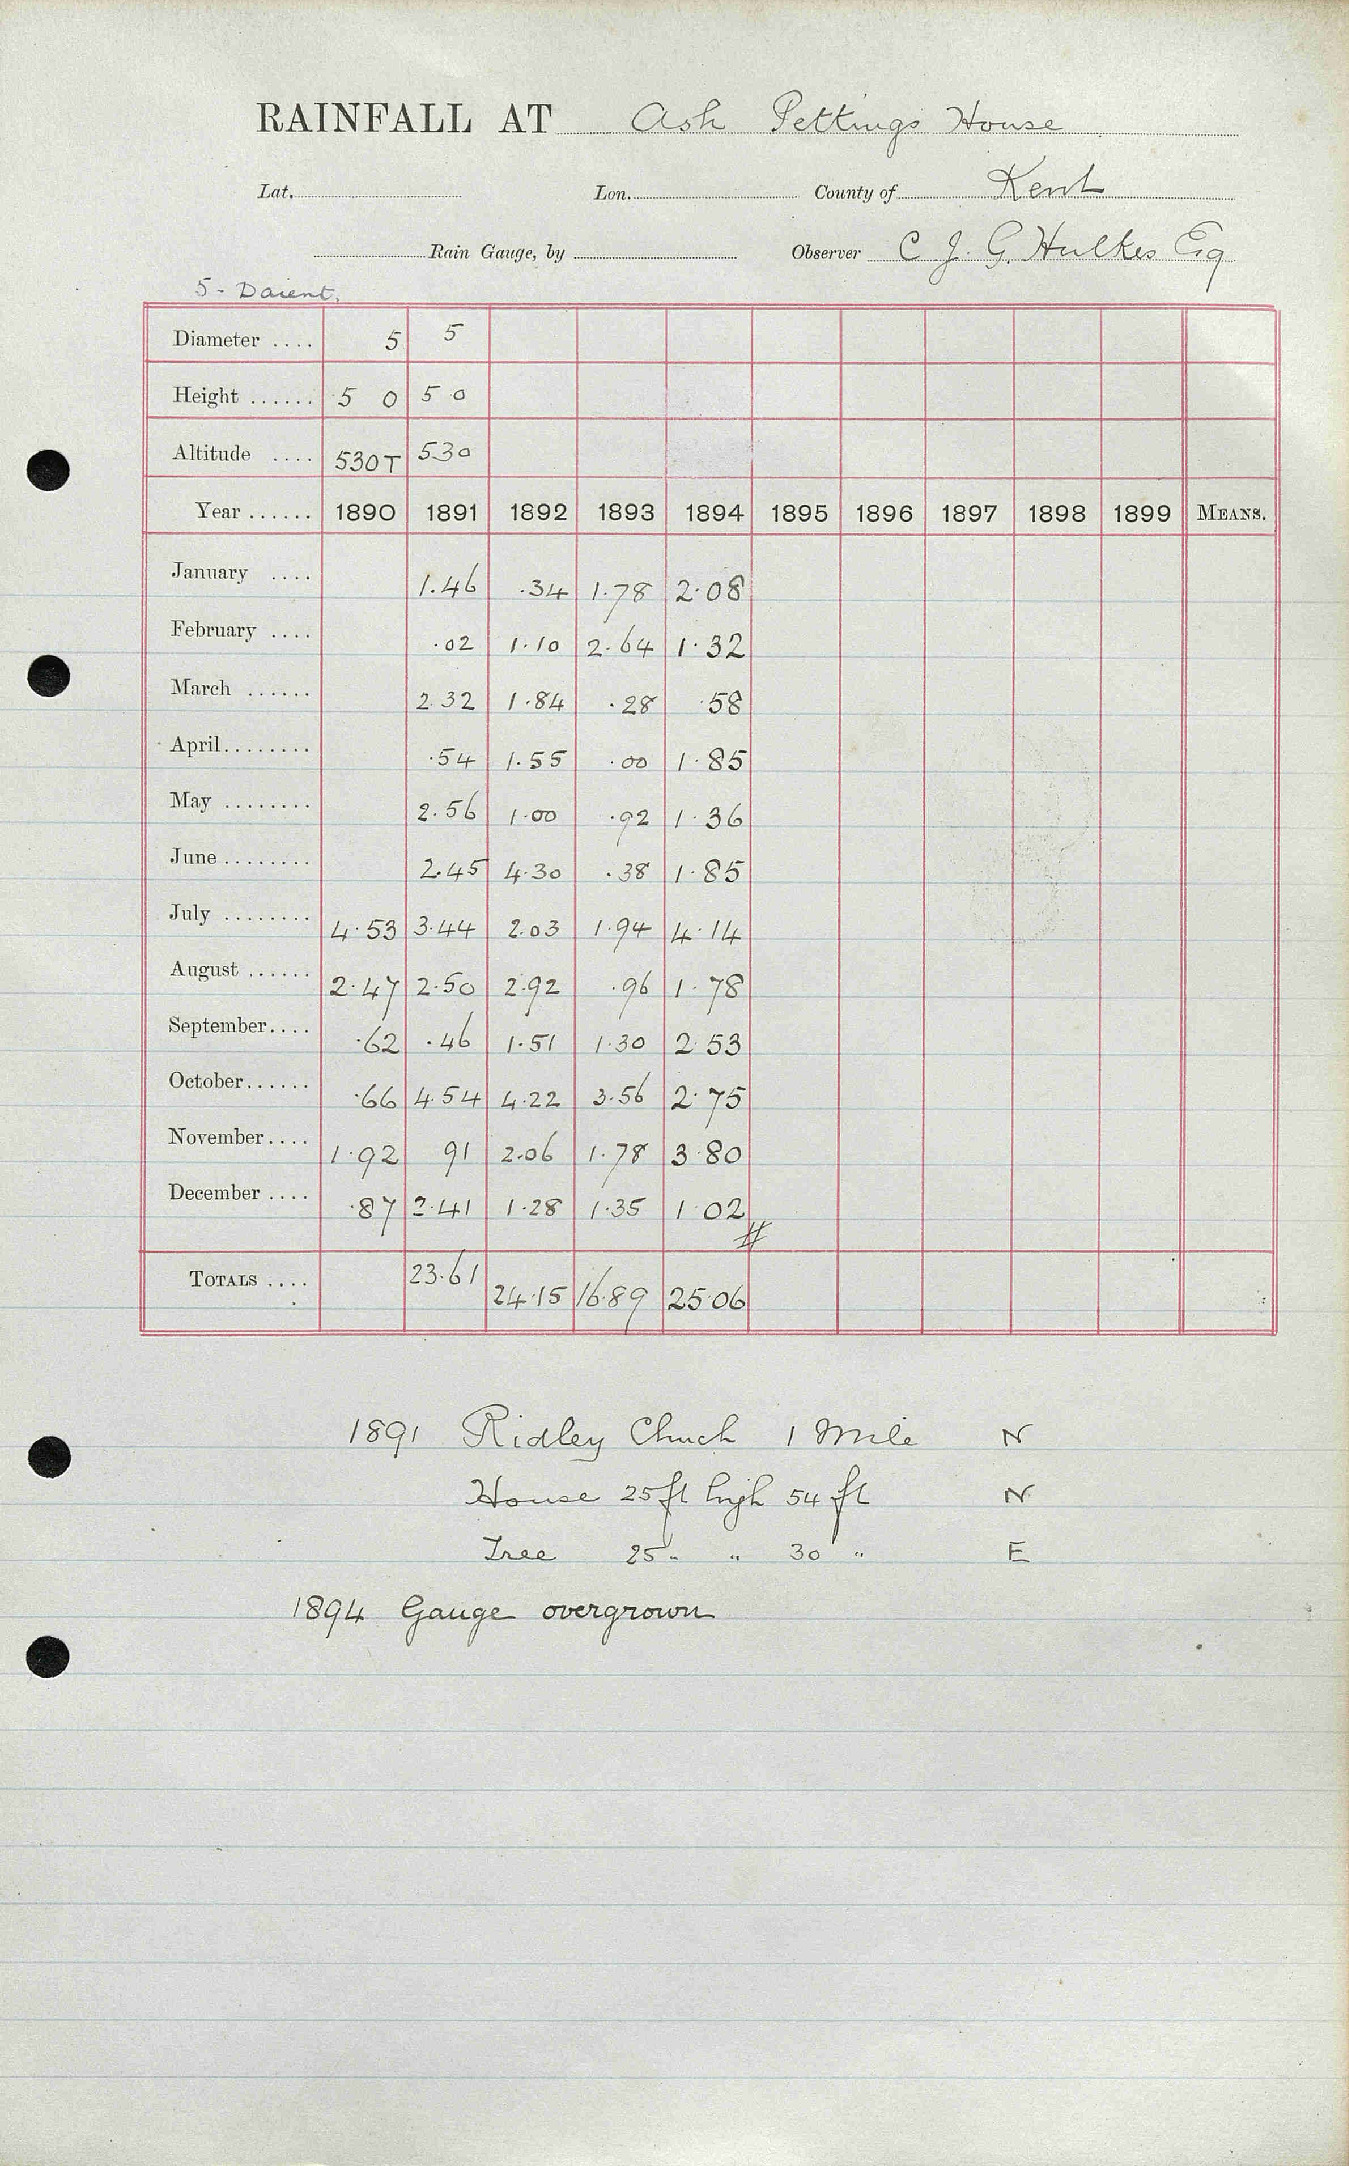 RAINFALL AT Ash Pettings House
Lat. Lon. County of Kent
Rain Gauge, by Observer C J. G. Hulkes Esq
5 - Darent.
Diameter .... 5 5
Height ...... 5 0 5 0
Altitude .... 530T 530
Year ...... 1890 1891 1892 1893 1894 1895 1896 1897 1898 1899 MEANS.
January .... 1.46 .34 1.78 2.08
February .... .02 1.10 2.64 1.32
March ...... 2.32 1.84 .28 .58
April........ .54 1.55 .00 1.85
May ........ 2.56 1.00 .92 1.36
June ........ 2.45 4.30 .38 1.85
July ........ 4.53 3.44 2.03 1.94 4.14
August ...... 2.47 2.50 2.92 .96 1.78
September.... .62 .46 1.51 1.30 2.53
October...... .66 4.54 4.22 3.56 2.75
November.... 1.92 91 2.06 1.78 3.80
December .... .87 2.41 1.28 1.35 1.02
TOTALS .... 23.61 24.15 16.89 25.06
1891 Ridley Chuch 1 Mile N
House 25 ft high 54 ft N
Tree 25 " " 30 " E
1894 Gauge overgrown